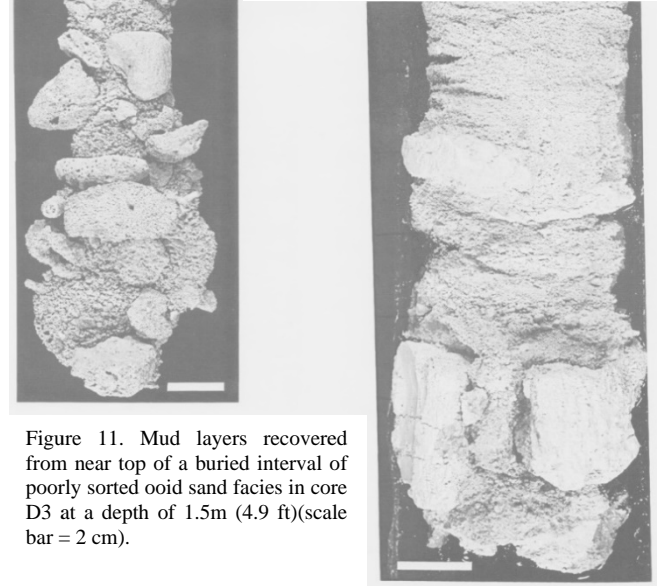 Figure 11. Mud layers recovered
from near top of a buried interval of
poorly sorted ooid sand facies in core
D3 at a depth of 1.5m (4.9 ft)(scale
bar = 2 cm).